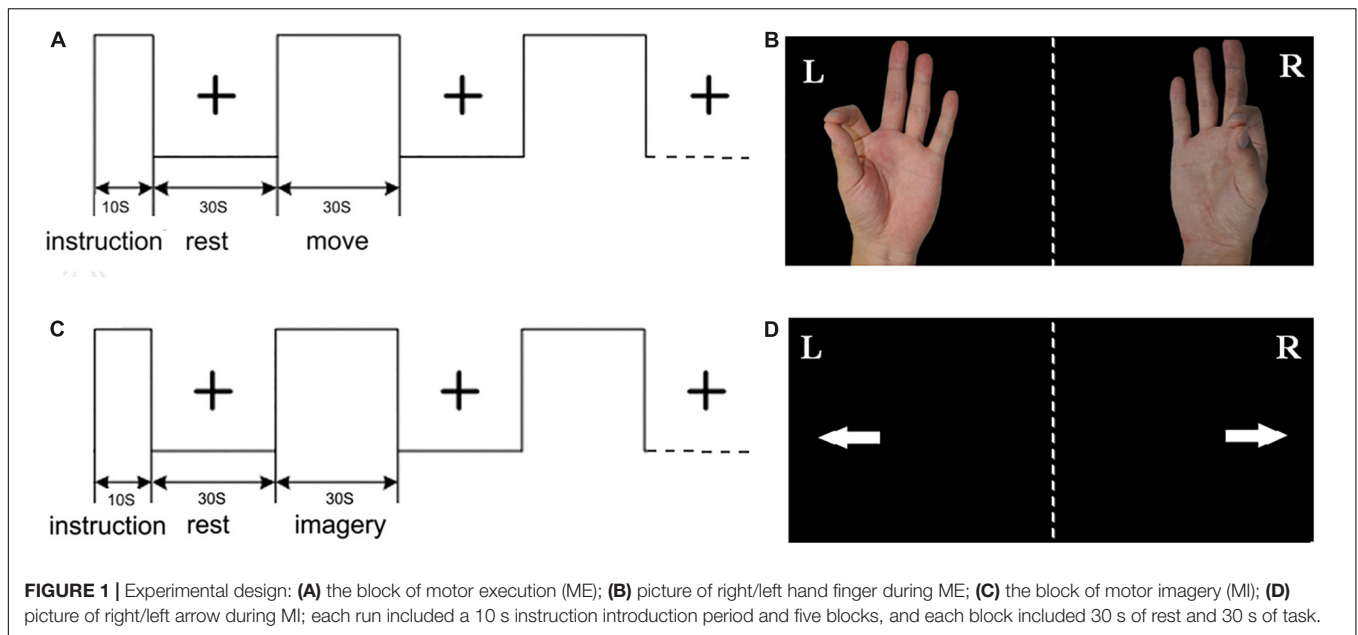 A
10S 30S 30S
instruction rest move
B
L R
C
10S 30S 30S
instruction rest imagery
D
L R
FIGURE 1 | Experimental design: (A) the block of motor execution (ME); (B) picture of right/left hand finger during ME; (C) the block of motor imagery (MI); (D)
picture of right/left arrow during MI; each run included a 10 s instruction introduction period and five blocks, and each block included 30 s of rest and 30 s of task.